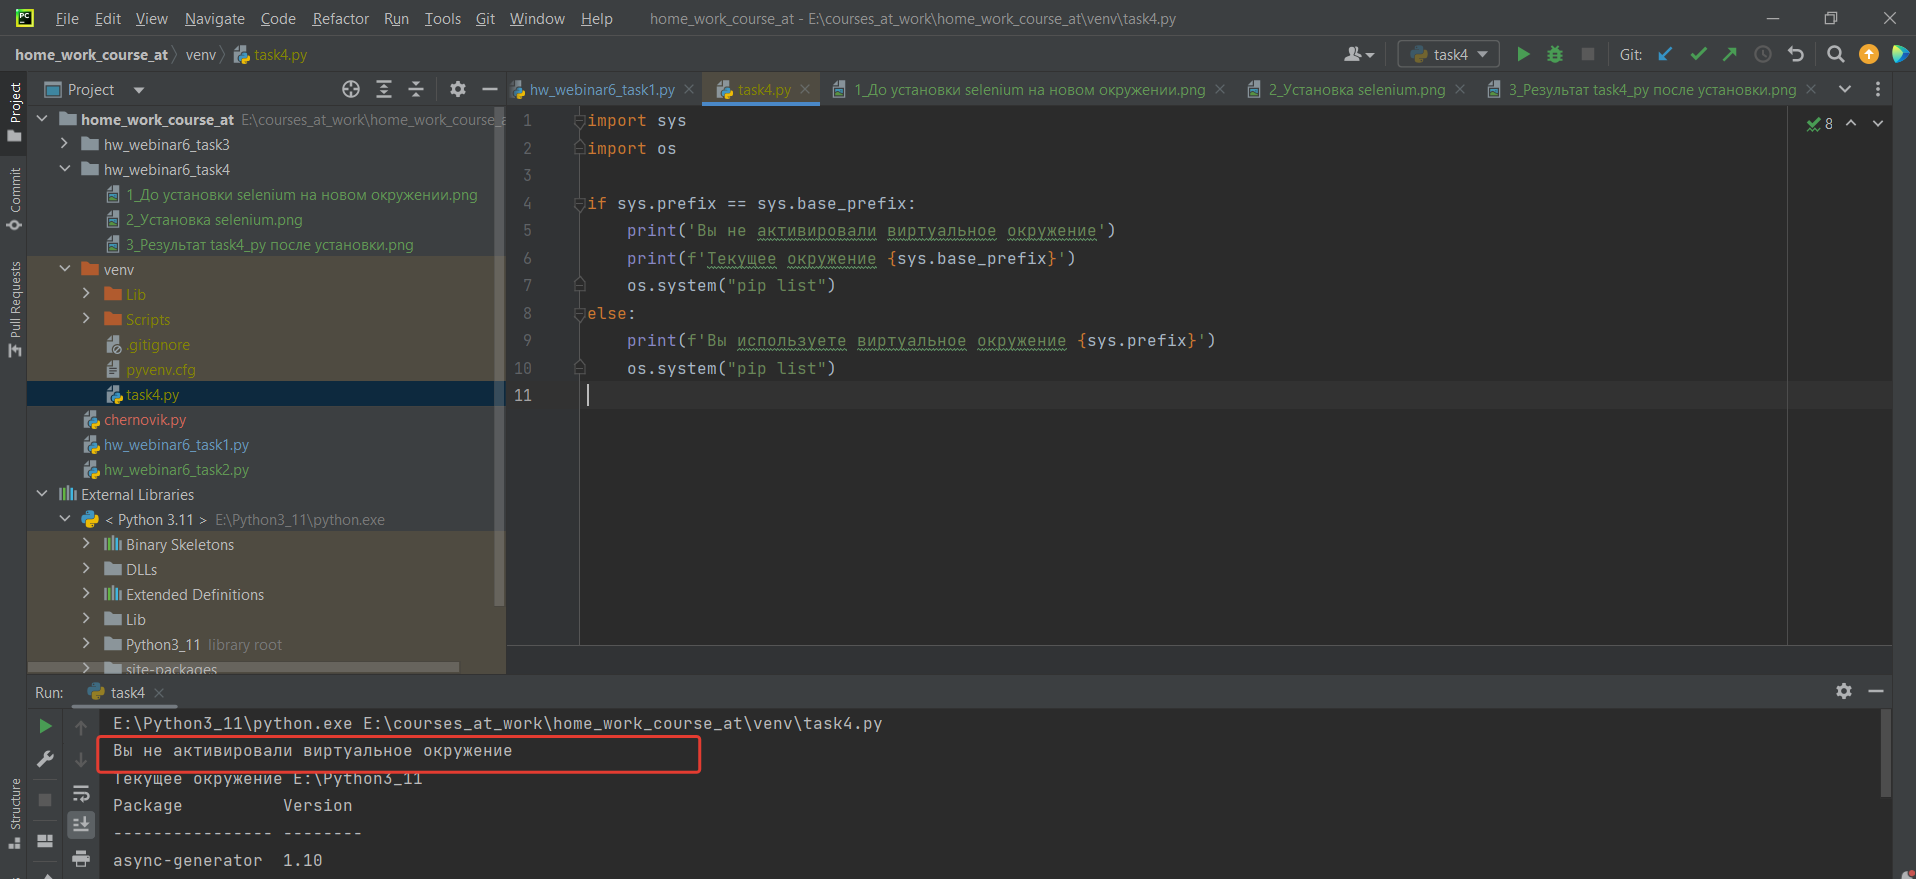 File Edit View Navigate Code Refactor Run Tools Git Window Help home_work_course_at - E:\courses_at_work\home_work_course_at\venv\task4.py
home_work_course_at venv task4.py task4 Git:
Project
hw_webinar6_task1.py task4.py 1_До установки selenium на новом окружении.png 2_Установка selenium.png 3_Результат task4_py после установки.png
Project
Commit
Pull Requests
Structure
home_work_course_at E:\courses_at_work\home_work_course_a
hw_webinar6_task3
hw_webinar6_task4
1_До установки selenium на новом окружении.png
2_Установка selenium.png
3_Результат task4_py после установки.png
venv
Lib
Scripts
.gitignore
pyvenv.cfg
task4.py
chernovik.py
hw_webinar6_task1.py
hw_webinar6_task2.py
External Libraries
< Python 3.11 > E:\Python3_11\python.exe
Binary Skeletons
DLLs
Extended Definitions
Lib
Python3_11 library root
site-packages
8
1 import sys
2 import os
3
4 if sys.prefix == sys.base_prefix:
5 print('Вы не активировали виртуальное окружение')
6 print(f'Текущее окружение {sys.base_prefix}')
7 os.system("pip list")
8 else:
9 print(f'Вы используете виртуальное окружение {sys.prefix}')
10 os.system("pip list")
11
Run: task4
E:\Python3_11\python.exe E:\courses_at_work\home_work_course_at\venv\task4.py
Вы не активировали виртуальное окружение
Текущее окружение E:\Python3_11
Package Version
---------------- --------
async-generator 1.10